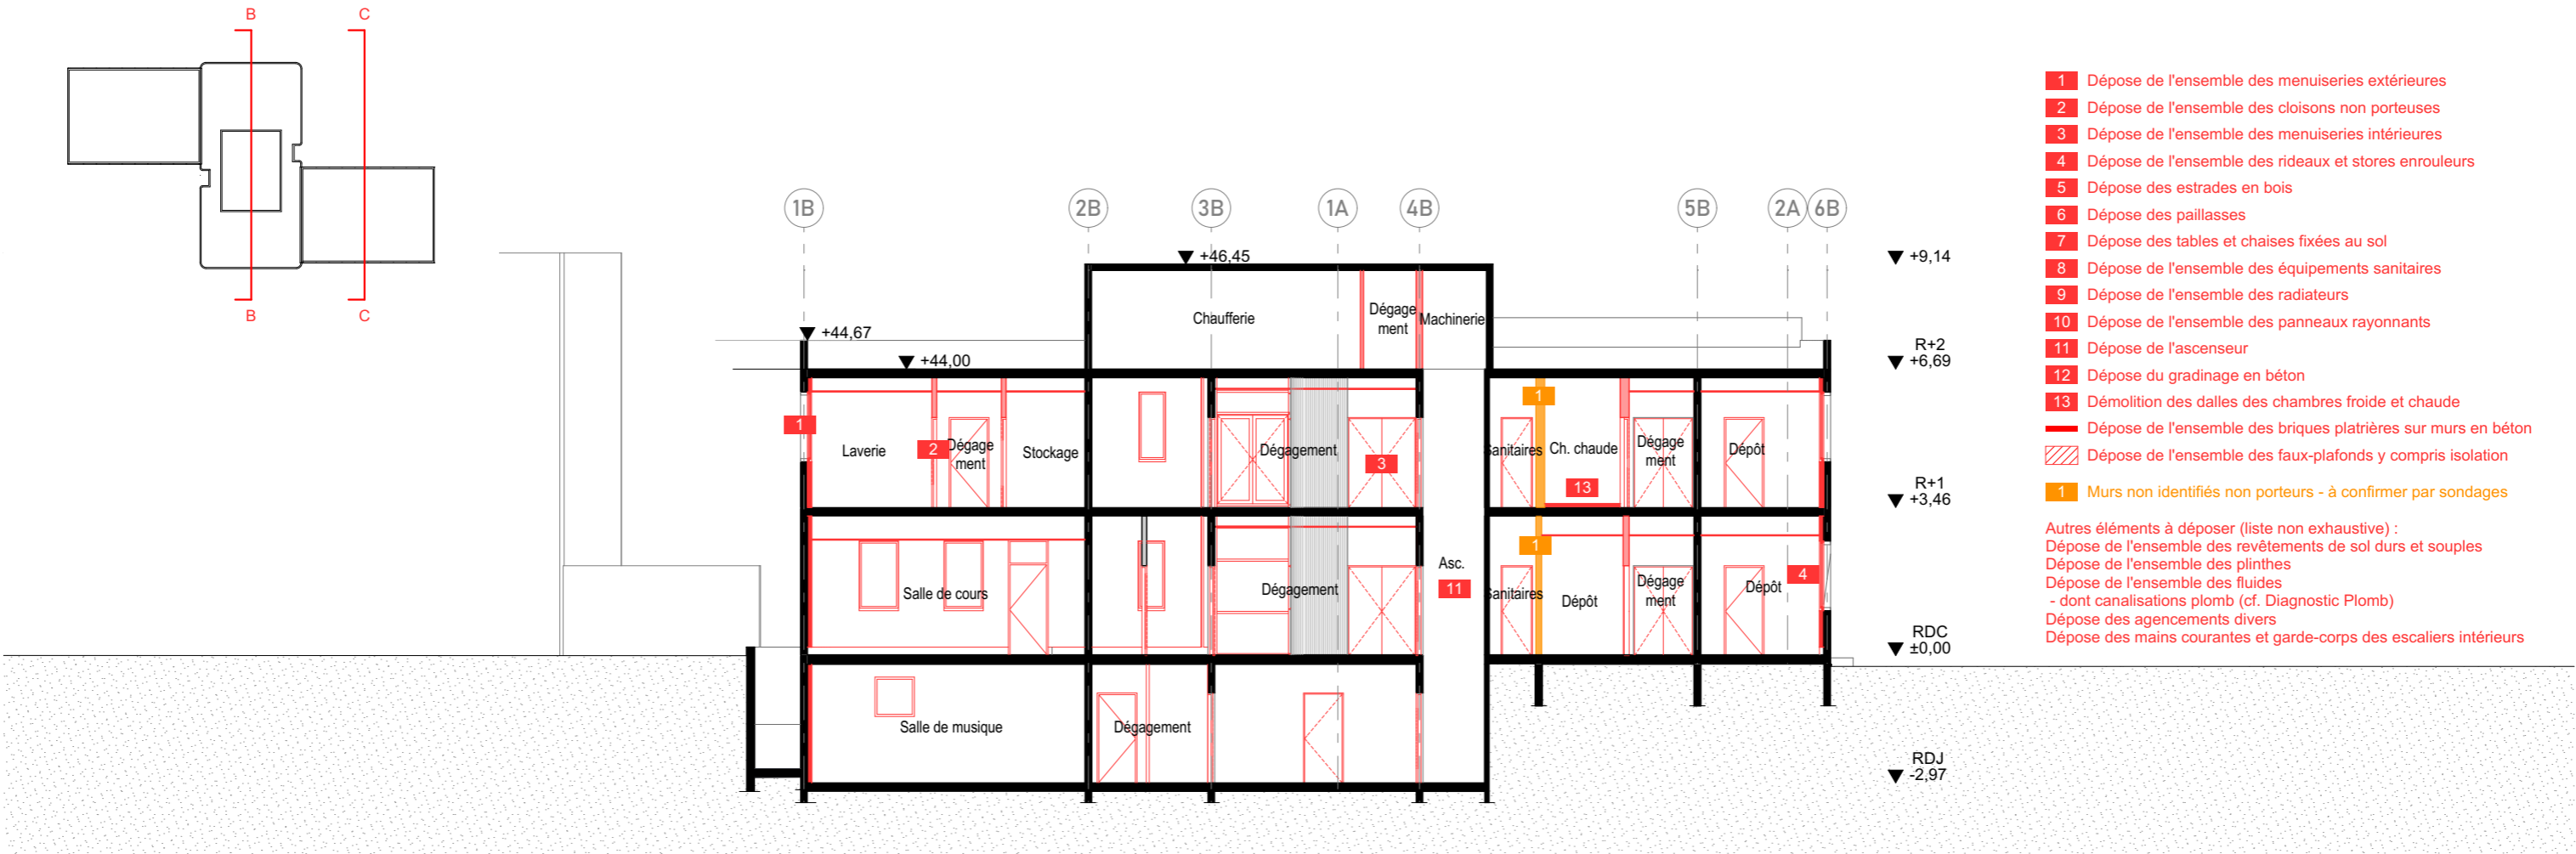 B
C
B
C
1B
2B
3B
1A
4B
5B
2A
6B
+46,45
+9,14
Chaufferie
Dégage
ment
Machinerie
+44,67
+44,00
R+2
+6,69
1
Laverie
2
Dégage
ment
Stockage
Dégagement
3
Sanitaires
1
Ch. chaude
13
Dégage
ment
Dépôt
R+1
+3,46
Salle de cours
Dégagement
Asc.
11
Sanitaires
1
Dépôt
Dégage
ment
Dépôt
4
RDC
±0,00
Salle de musique
Dégagement
RDJ
-2,97
1 Dépose de l'ensemble des menuiseries extérieures
2 Dépose de l'ensemble des cloisons non porteuses
3 Dépose de l'ensemble des menuiseries intérieures
4 Dépose de l'ensemble des rideaux et stores enrouleurs
5 Dépose des estrades en bois
6 Dépose des paillasses
7 Dépose des tables et chaises fixées au sol
8 Dépose de l'ensemble des équipements sanitaires
9 Dépose de l'ensemble des radiateurs
10 Dépose de l'ensemble des panneaux rayonnants
11 Dépose de l'ascenseur
12 Dépose du gradinage en béton
13 Démolition des dalles des chambres froide et chaude
Dépose de l'ensemble des briques platrières sur murs en béton
Dépose de l'ensemble des faux-plafonds y compris isolation
1 Murs non identifiés non porteurs - à confirmer par sondages
Autres éléments à déposer (liste non exhaustive) :
Dépose de l'ensemble des revêtements de sol durs et souples
Dépose de l'ensemble des plinthes
Dépose de l'ensemble des fluides
- dont canalisations plomb (cf. Diagnostic Plomb)
Dépose des agencements divers
Dépose des mains courantes et garde-corps des escaliers intérieurs